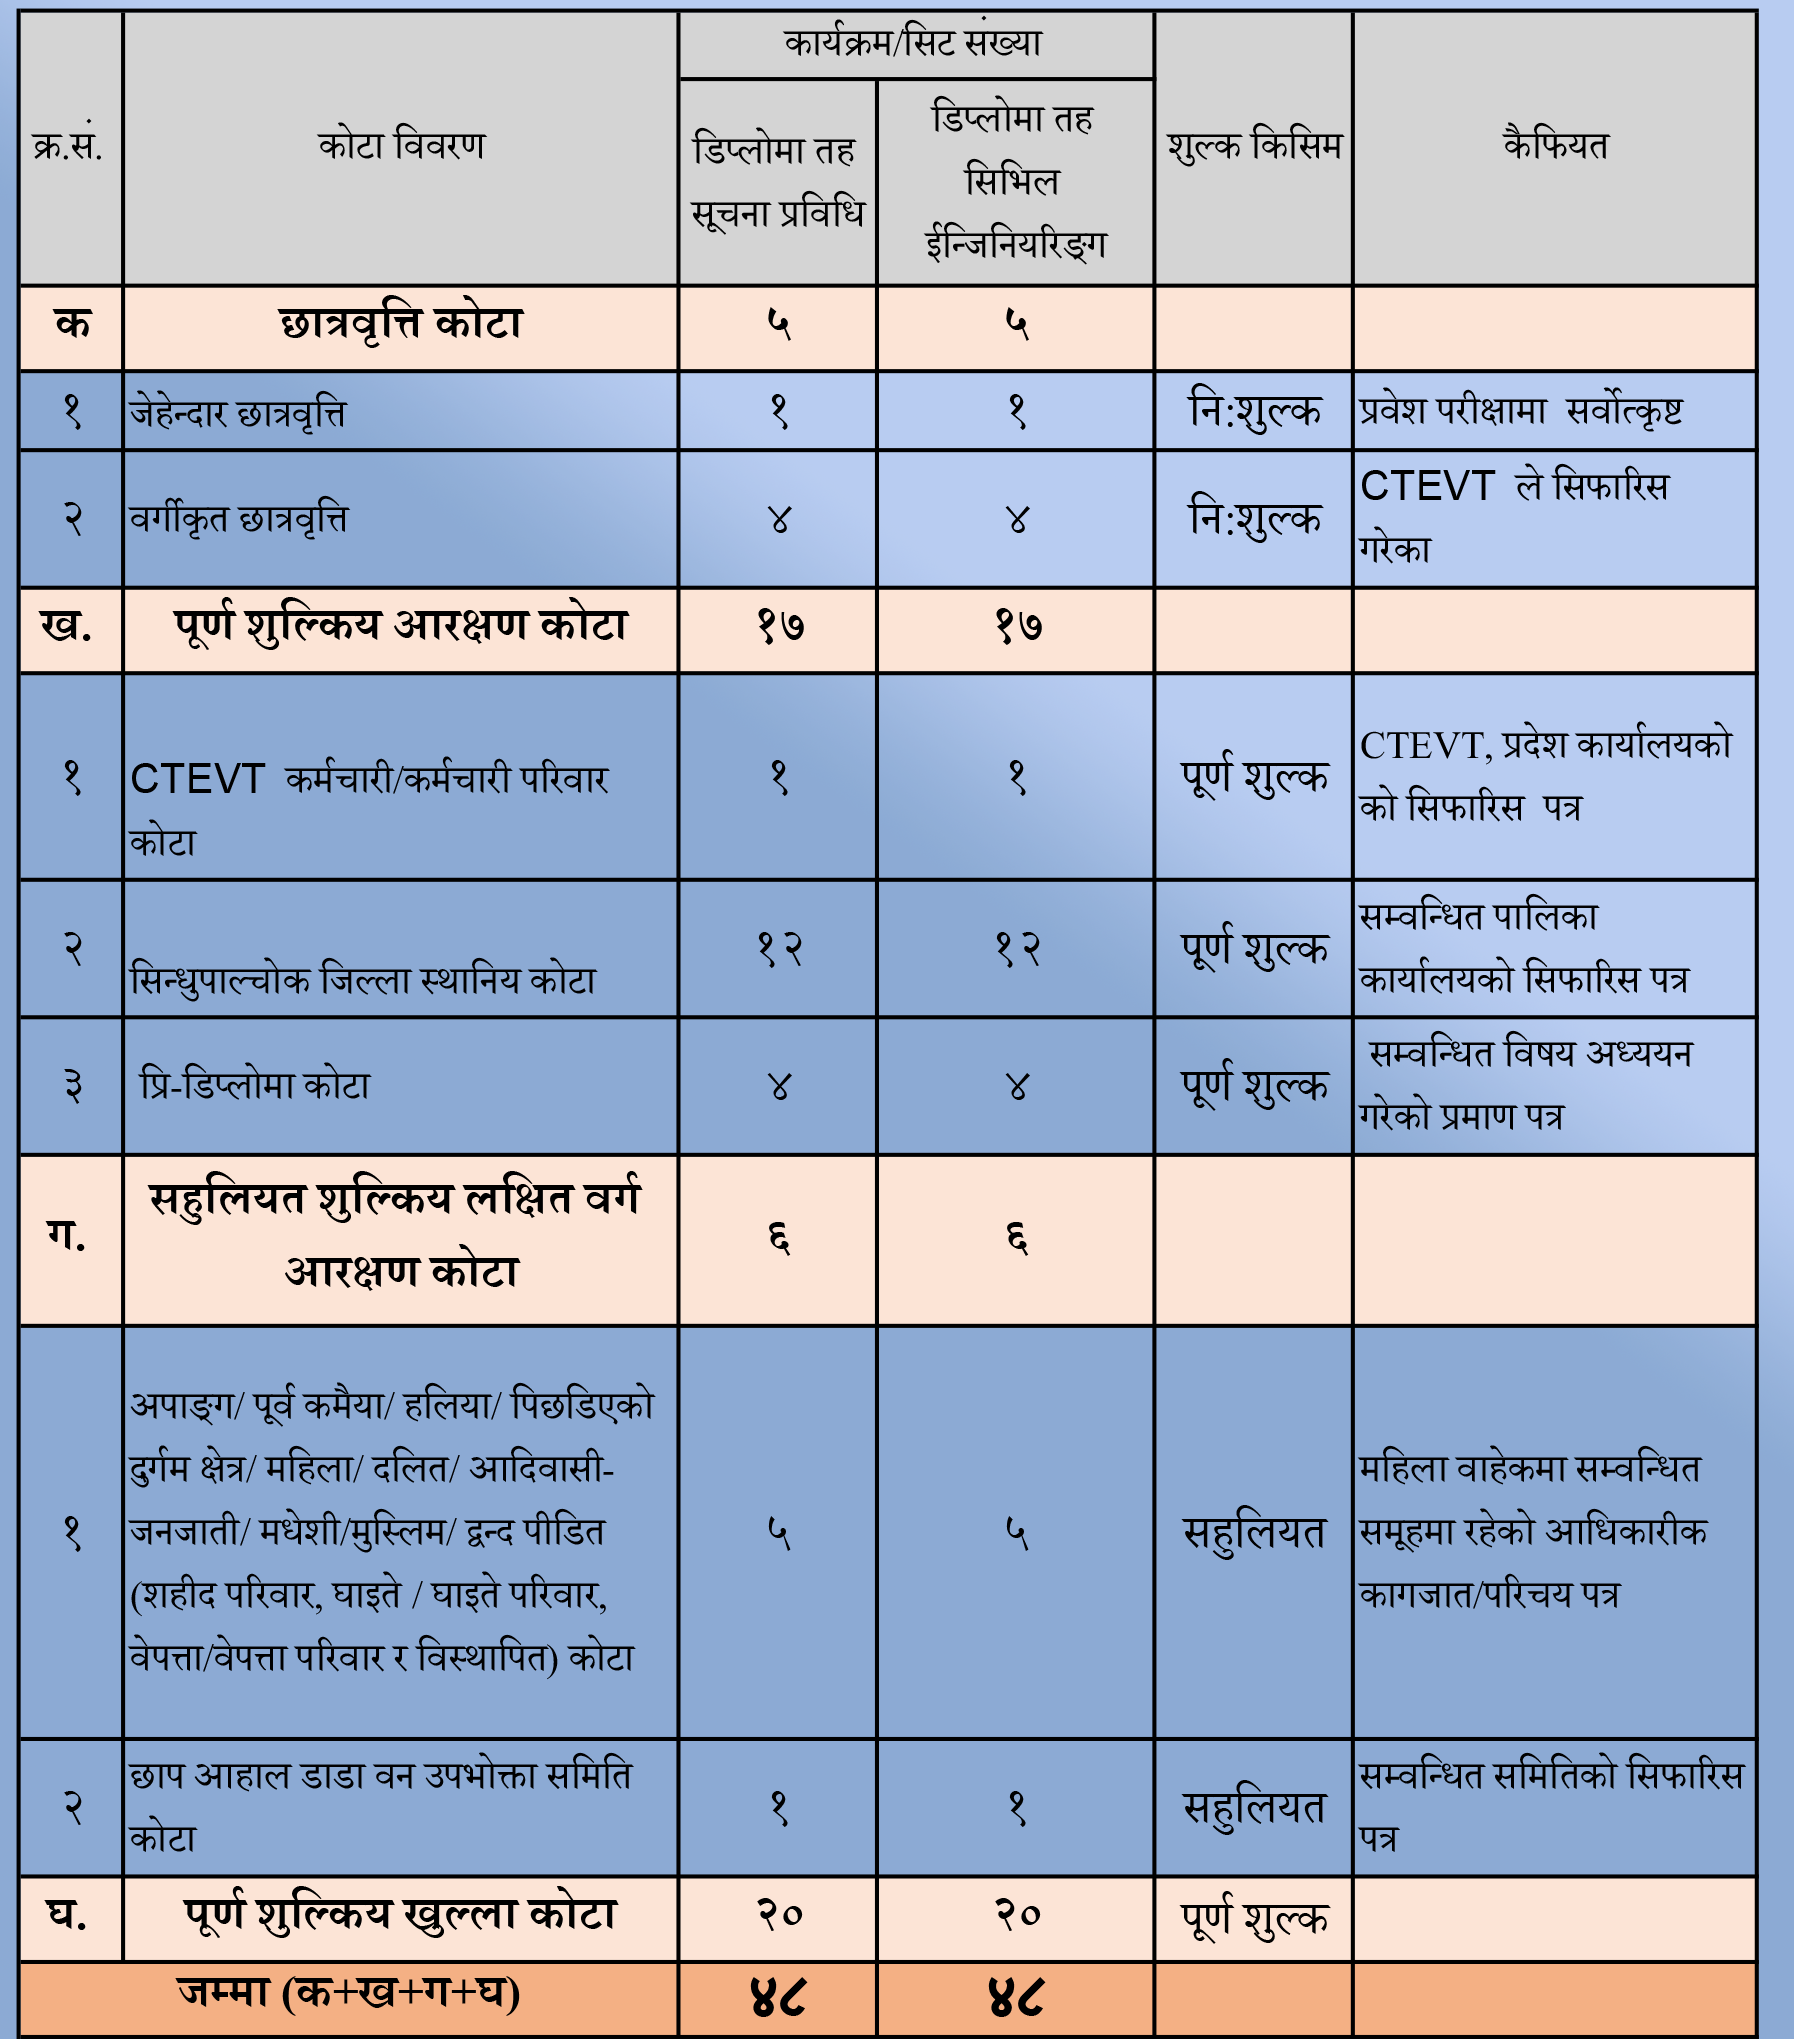 कार्यक्रम/सिट संख्या
क्र.सं.
कोटा विवरण
डिप्लोमा तह
सूचना प्रविधि
डिप्लोमा तह
सिभिल
ईन्जिनियरिङ्ग
शुल्क किसिम
कैफियत
क छात्रवृत्ति कोटा ५ ५
१ जेहेन्दार छात्रवृत्ति १ १ नि:शुल्क प्रवेश परीक्षामा सर्वोत्कृष्ट
२ वर्गीकृत छात्रवृत्ति ४ ४ नि:शुल्क
CTEVT ले सिफारिस
गरेका
ख. पूर्ण शुल्किय आरक्षण कोटा १७ १७
१
CTEVT कर्मचारी/कर्मचारी परिवार
कोटा
१ १ पूर्ण शुल्क
CTEVT, प्रदेश कार्यालयको
को सिफारिस पत्र
२ सिन्धुपाल्चोक जिल्ला स्थानिय कोटा १२ १२ पूर्ण शुल्क
सम्वन्धित पालिका
कार्यालयको सिफारिस पत्र
३ प्रि-डिप्लोमा कोटा ४ ४ पूर्ण शुल्क
सम्वन्धित विषय अध्ययन
गरेको प्रमाण पत्र
ग.
सहुलियत शुल्किय लक्षित वर्ग
आरक्षण कोटा
६ ६
१
अपाङ्ग/ पूर्व कमैया/ हलिया/ पिछडिएको
दुर्गम क्षेत्र/ महिला/ दलित/ आदिवासी-
जनजाती/ मधेशी/मुस्लिम/ द्वन्द पीडित
(शहीद परिवार, घाइते / घाइते परिवार,
वेपत्ता/वेपत्ता परिवार र विस्थापित) कोटा
५ ५ सहुलियत
महिला वाहेकमा सम्वन्धित
समूहमा रहेको आधिकारीक
कागजात/परिचय पत्र
२
छाप आहाल डाडा वन उपभोक्ता समिति
कोटा
१ १ सहुलियत
सम्वन्धित समितिको सिफारिस
पत्र
घ. पूर्ण शुल्किय खुल्ला कोटा २० २० पूर्ण शुल्क
जम्मा (क+ख+ग+घ) ४८ ४८